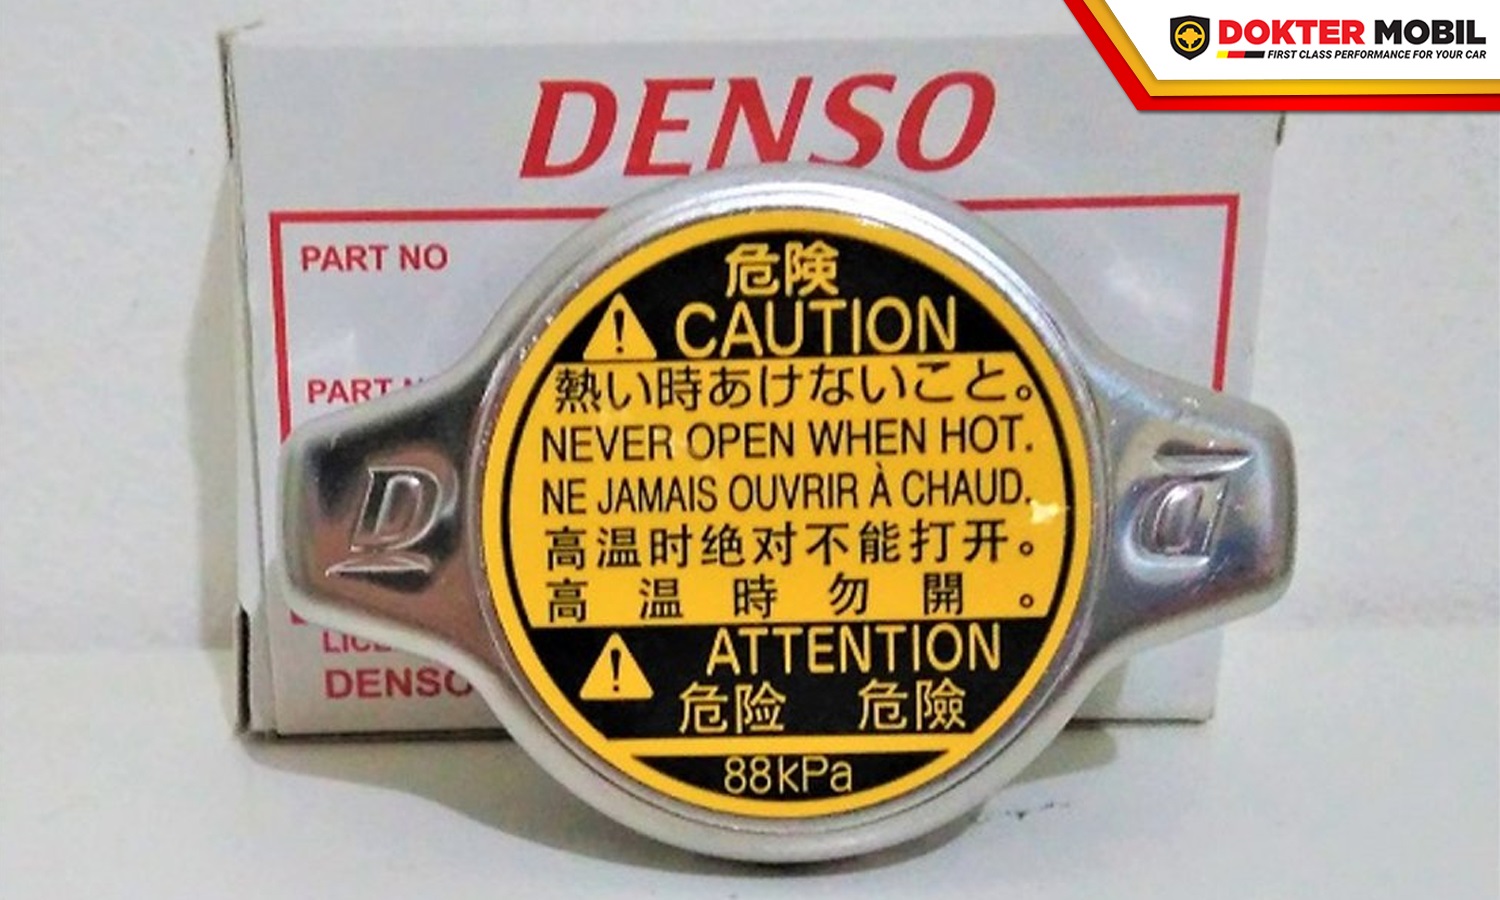 DOKTER MOBIL
FIRST CLASS PERFORMANCE FOR YOUR CAR
DENSO
PART NO
PART
危険
CAUTION
熱い時あけないこと。
NEVER OPEN WHEN HOT.
NE JAMAIS OUVRIR À CHAUD.
高温时绝对不能打开。
高温時勿開。
ATTENTION
危险 危險
88kPa
D
D
DENSO